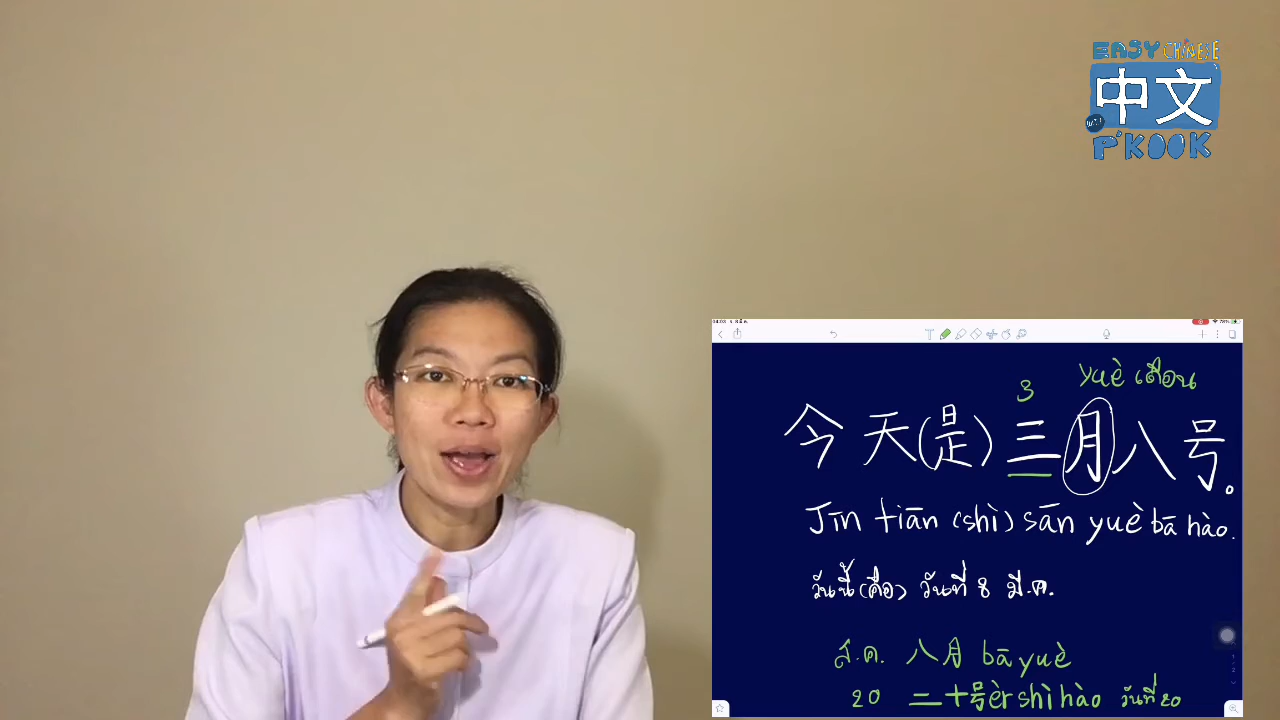 EASY CHINESE
中文
WITH
P'KOOK
3 yuè เดือน
今天(是)三月八号。
Jīn tiān (shì) sān yuè bā hào.
วันนี้(คือ) วันที่ 8 มี.ค.
ส.ค. 八月 bā yuè
20 二十号 èr shí hào วันที่ 20